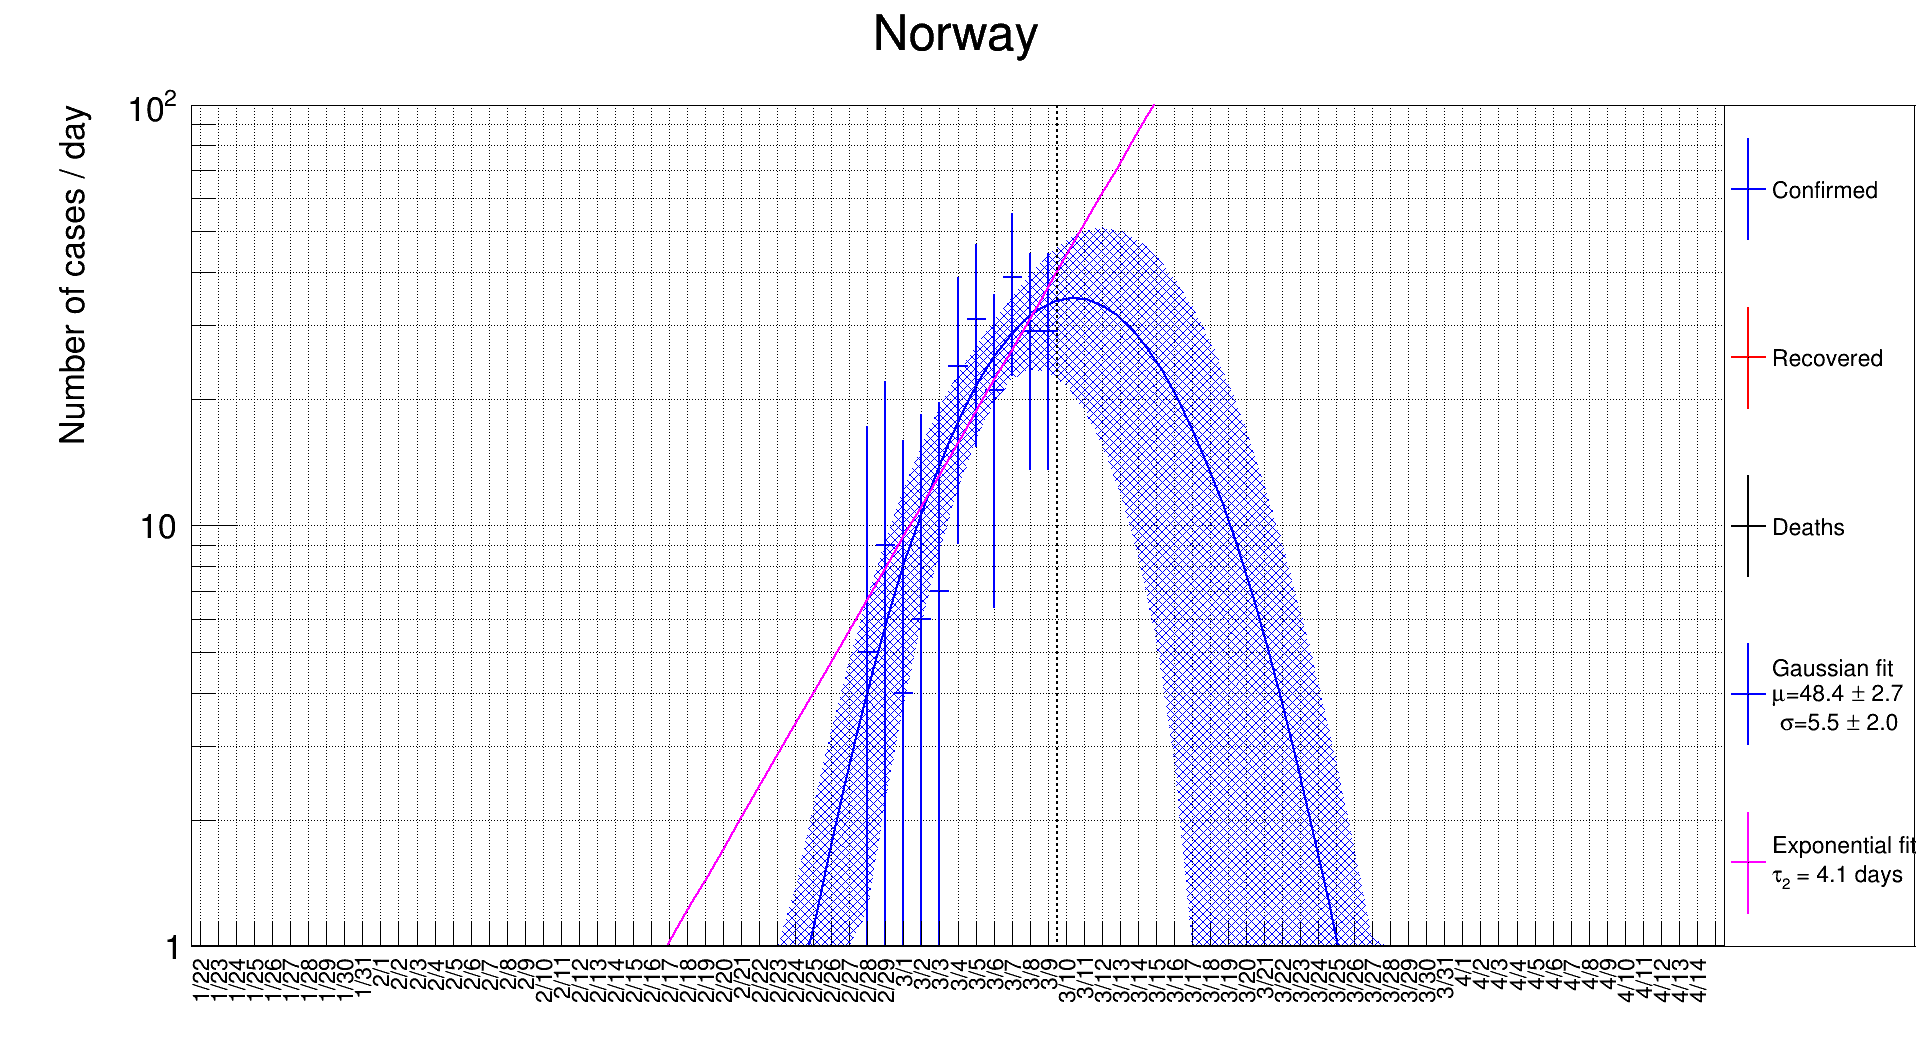 Norway
Number of cases / day
10²
10
1
1/22 1/23 1/24 1/25 1/26 1/27 1/28 1/29 1/30 1/31 2/1 2/2 2/3 2/4 2/5 2/6 2/7 2/8 2/9 2/10 2/11 2/12 2/13 2/14 2/15 2/16 2/17 2/18 2/19 2/20 2/21 2/22 2/23 2/24 2/25 2/26 2/27 2/28 2/29 3/1 3/2 3/3 3/4 3/5 3/6 3/7 3/8 3/9 3/10 3/11 3/12 3/13 3/14 3/15 3/16 3/17 3/18 3/19 3/20 3/21 3/22 3/23 3/24 3/25 3/26 3/27 3/28 3/29 3/30 3/31 4/1 4/2 4/3 4/4 4/5 4/6 4/7 4/8 4/9 4/10 4/11 4/12 4/13 4/14
Confirmed
Recovered
Deaths
Gaussian fit
μ=48.4 ± 2.7
σ=5.5 ± 2.0
Exponential fit
τ₂ = 4.1 days